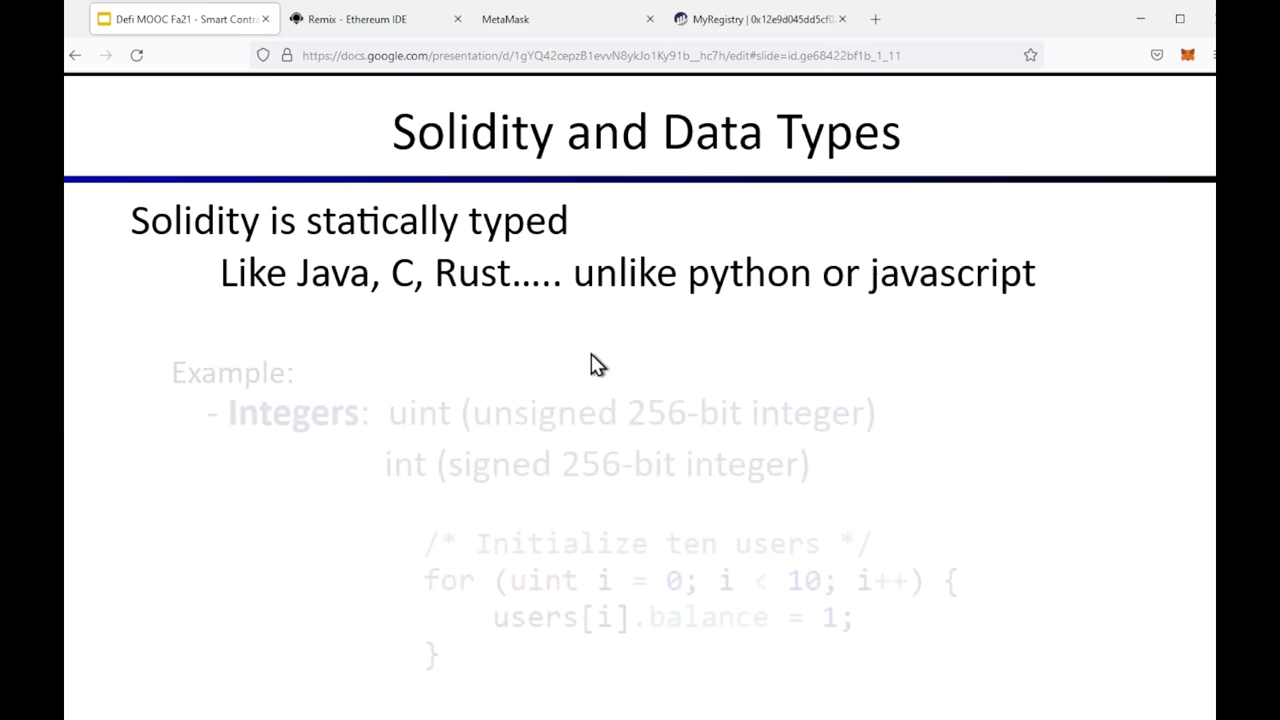 Defi MOOC Fa21 - Smart Contra
Remix - Ethereum IDE
MetaMask
MyRegistry | 0x12e9d045dd5cf0
https://docs.google.com/presentation/d/1gYQ42cepzB1evvN8ykJo1Ky91b__hc7h/edit#slide=id.ge68422bf1b_1_11
Solidity and Data Types
Solidity is statically typed
Like Java, C, Rust….. unlike python or javascript
Example:
- Integers: uint (unsigned 256-bit integer)
int (signed 256-bit integer)
/* Initialize ten users */
for (uint i = 0; i < 10; i++) {
users[i].balance = 1;
}